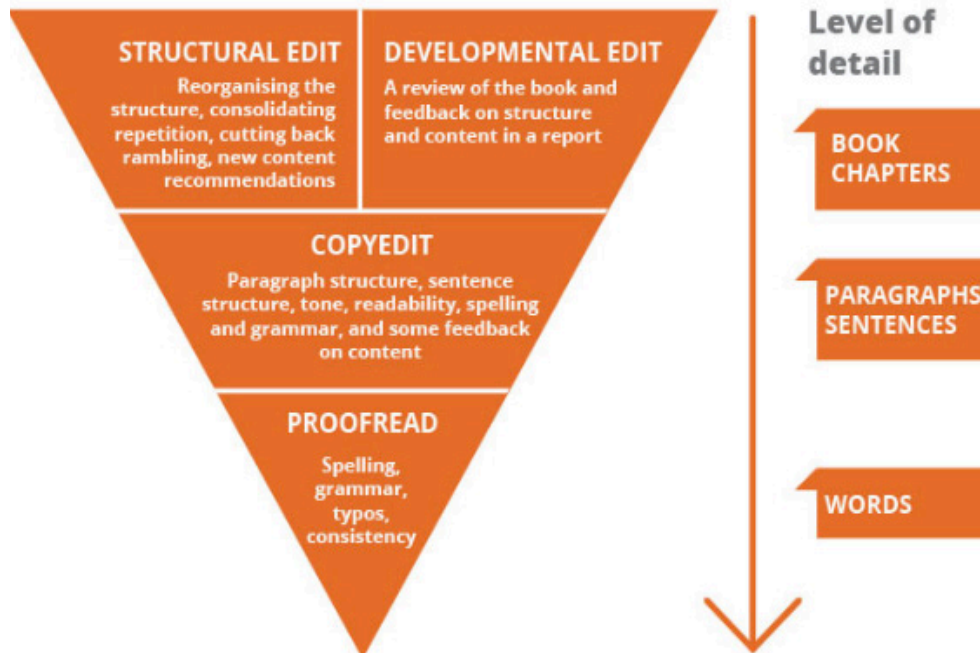 STRUCTURAL EDIT
Reorganising the
structure, consolidating
repetition, cutting back
rambling, new content
recommendations
DEVELOPMENTAL EDIT
A review of the book and
feedback on structure
and content in a report
COPYEDIT
Paragraph structure, sentence
structure, tone, readability, spelling
and grammar, and some feedback
on content
PROOFREAD
Spelling,
grammar,
typos,
consistency
Level of
detail
BOOK
CHAPTERS
PARAGRAPHS
SENTENCES
WORDS